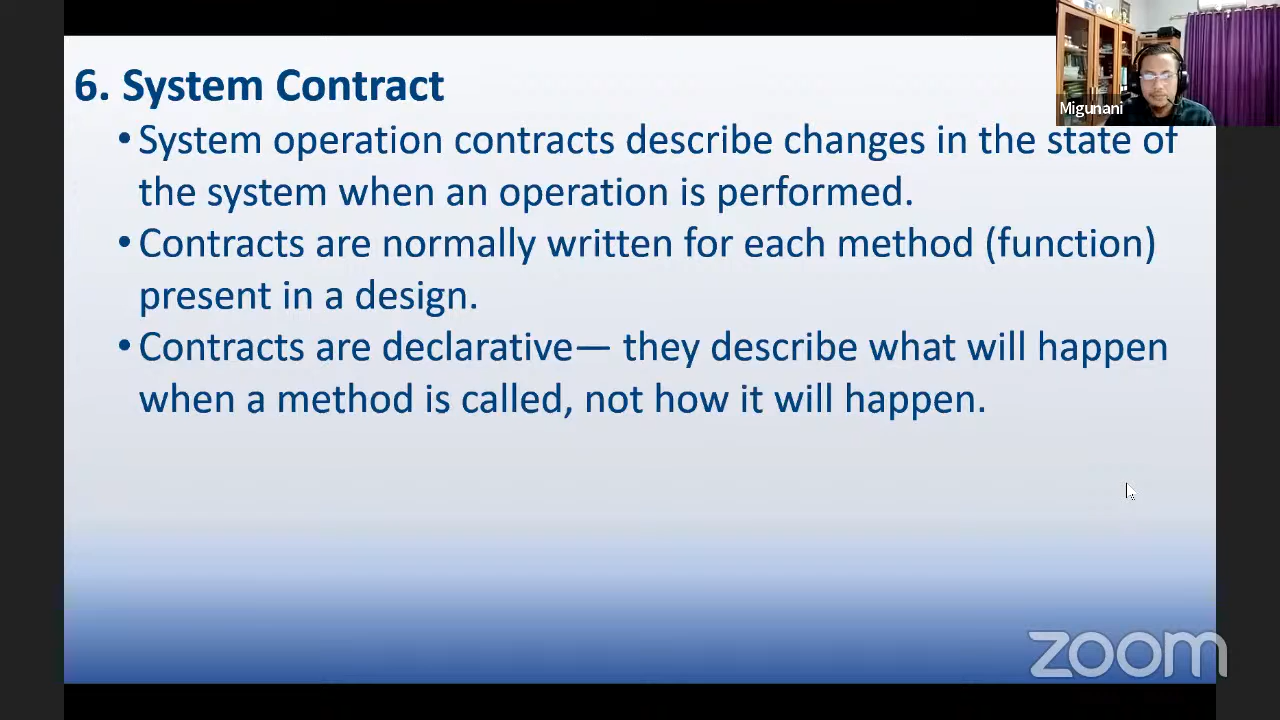 6. System Contract
Migunani
• System operation contracts describe changes in the state of
the system when an operation is performed.
• Contracts are normally written for each method (function)
present in a design.
• Contracts are declarative— they describe what will happen
when a method is called, not how it will happen.
zoom